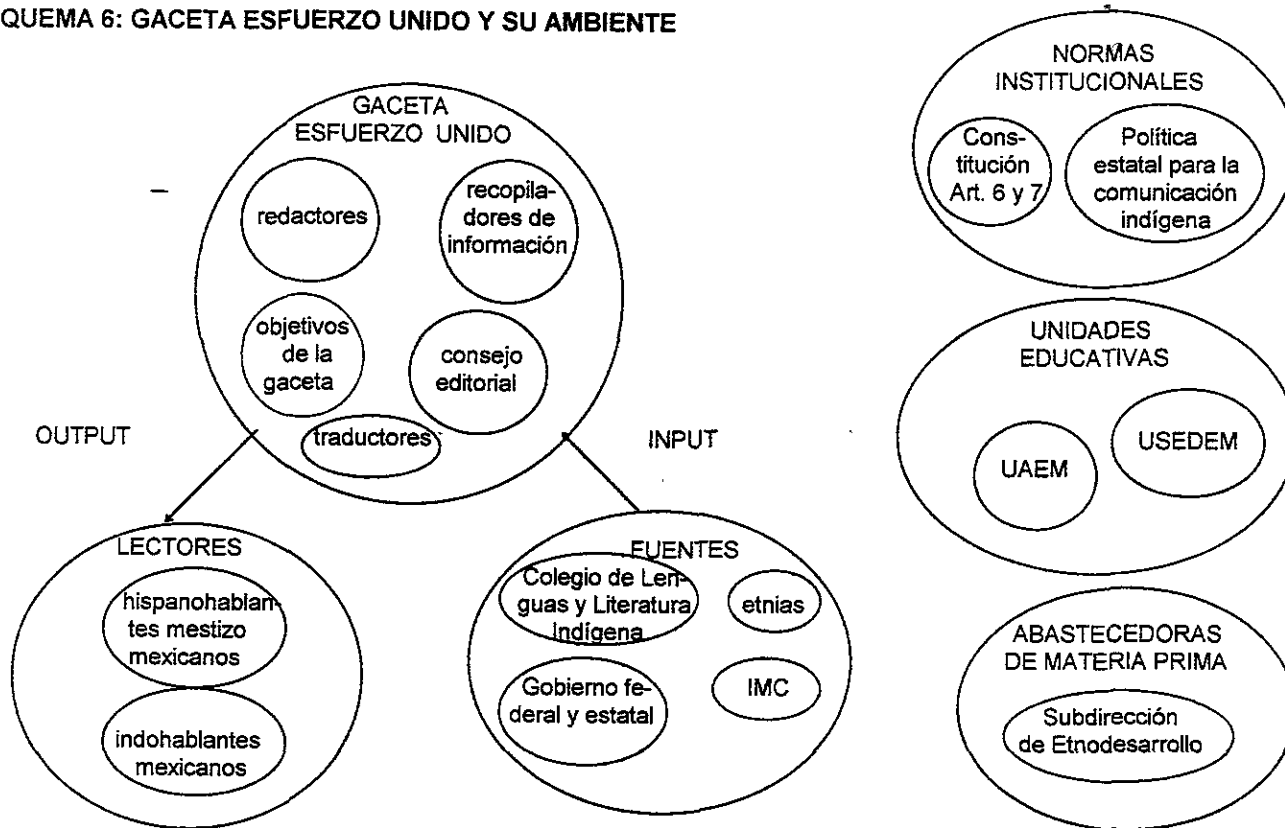 QUEMA 6: GACETA ESFUERZO UNIDO Y SU AMBIENTE
GACETA
ESFUERZO UNIDO
redactores
recopila-
dores de
información
objetivos
de la
gaceta
consejo
editorial
traductores
OUTPUT
INPUT
LECTORES
hispanohablan-
tes mestizo
mexicanos
indohablantes
mexicanos
FUENTES
Colegio de Len-
guas y Literatura
Indígena
etnias
Gobierno fe-
deral y estatal
IMC
NORMAS
INSTITUCIONALES
Cons-
titución
Art. 6 y 7
Política
estatal para la
comunicación
indígena
UNIDADES
EDUCATIVAS
UAEM
USEDEM
ABASTECEDORAS
DE MATERIA PRIMA
Subdirección
de Etnodesarrollo